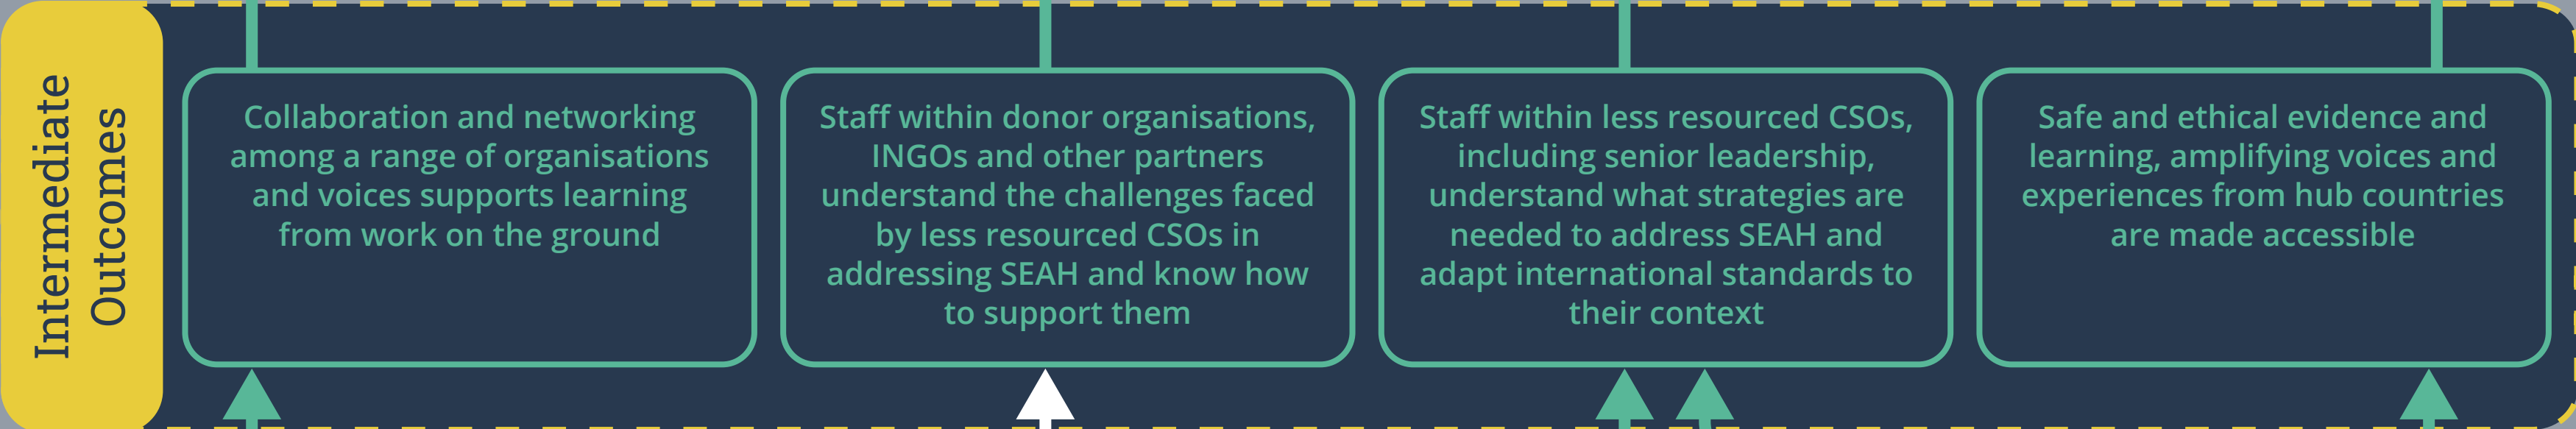 Intermediate
Outcomes
Collaboration and networking
among a range of organisations
and voices supports learning
from work on the ground
Staff within donor organisations,
INGOs and other partners
understand the challenges faced
by less resourced CSOs in
addressing SEAH and know how
to support them
Staff within less resourced CSOs,
including senior leadership,
understand what strategies are
needed to address SEAH and
adapt international standards to
their context
Safe and ethical evidence and
learning, amplifying voices and
experiences from hub countries
are made accessible